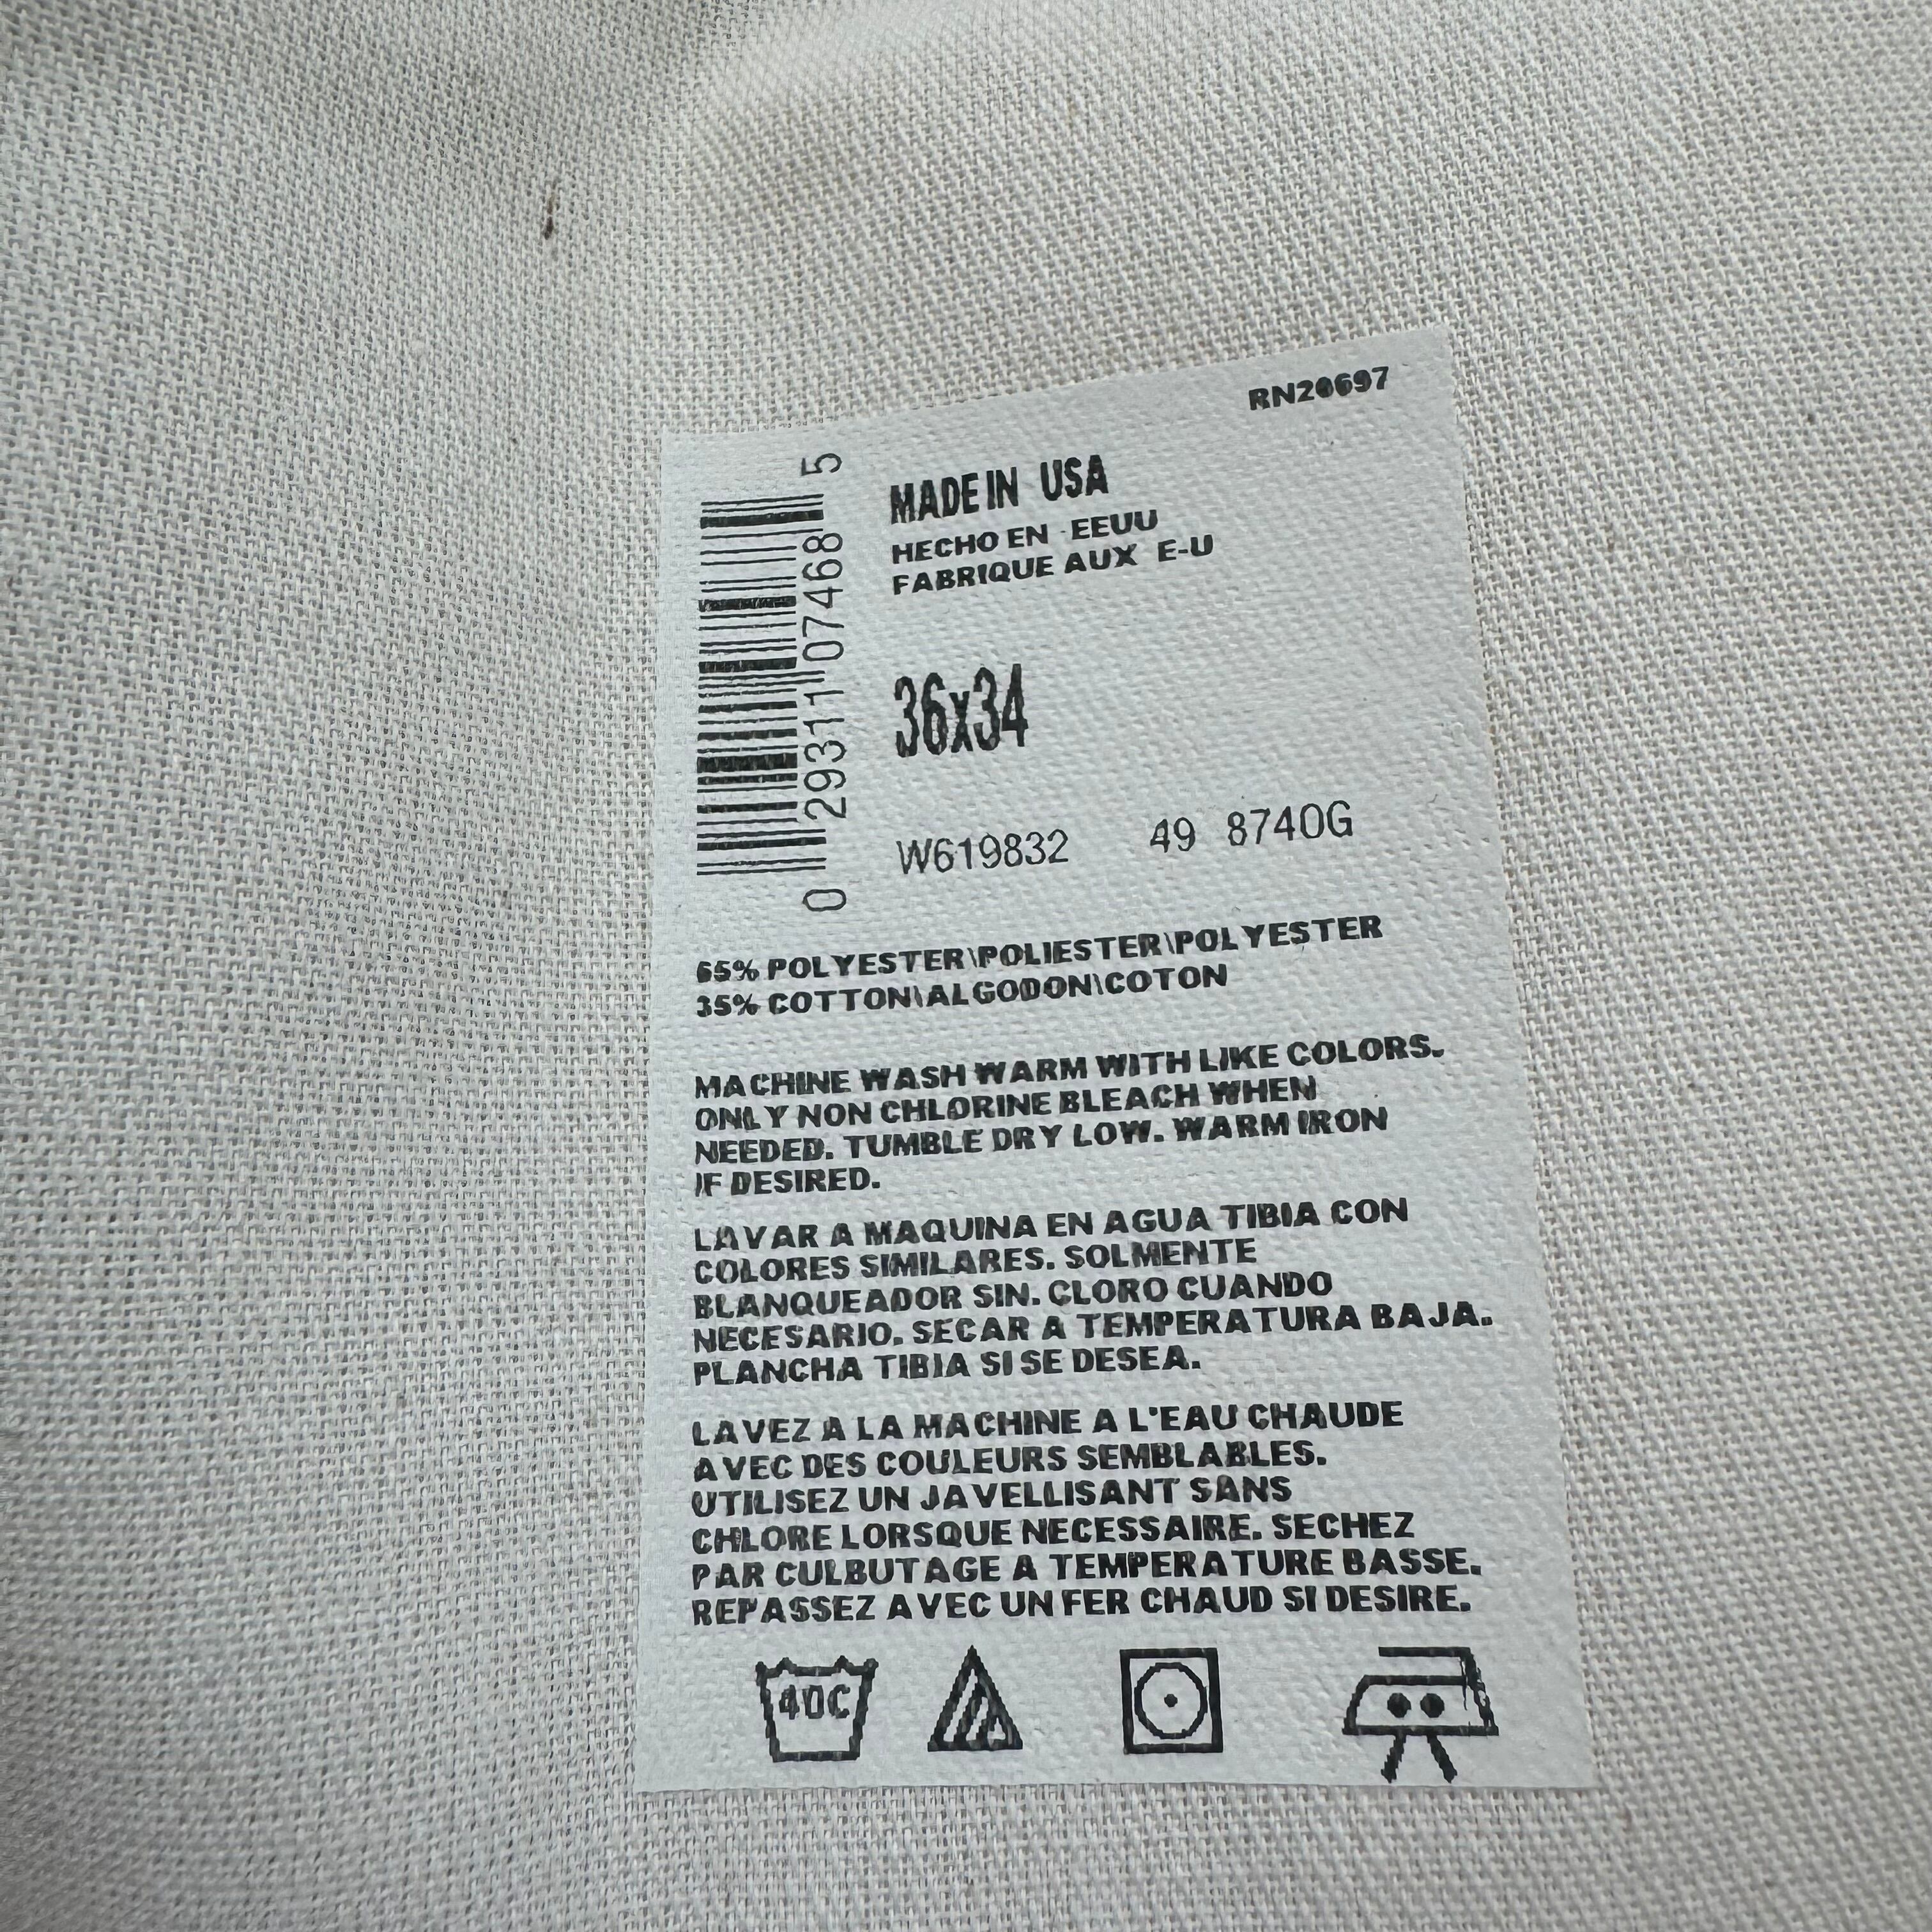 RN20697
MADE IN USA
HECHO EN EEUU
FABRIQUE AUX E-U
0 29311 07468 5
36x34
W619832 49 8740G
65% POLYESTER\POLIESTER\POLYESTER
35% COTTON\ALGODON\COTON
MACHINE WASH WARM WITH LIKE COLORS.
ONLY NON CHLORINE BLEACH WHEN
NEEDED. TUMBLE DRY LOW. WARM IRON
IF DESIRED.
LAVAR A MAQUINA EN AGUA TIBIA CON
COLORES SIMILARES. SOLMENTE
BLANQUEADOR SIN. CLORO CUANDO
NECESARIO. SECAR A TEMPERATURA BAJA.
PLANCHA TIBIA SI SE DESEA.
LAVEZ A LA MACHINE A L'EAU CHAUDE
AVEC DES COULEURS SEMBLABLES.
UTILISEZ UN JAVELLISANT SANS
CHLORE LORSQUE NECESSAIRE. SECHEZ
PAR CULBUTAGE A TEMPERATURE BASSE.
REPASSEZ AVEC UN FER CHAUD SI DESIRE.
40C